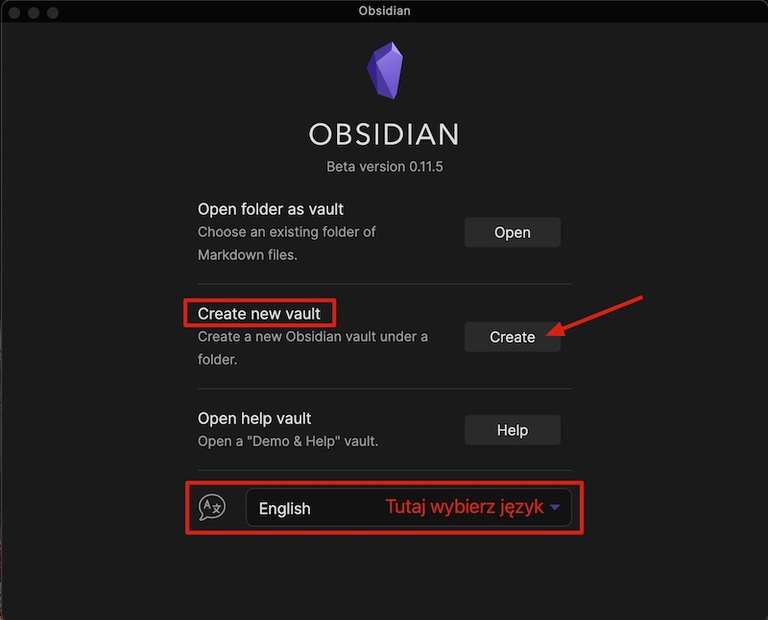 Obsidian
OBSIDIAN
Beta version 0.11.5
Open folder as vault
Choose an existing folder of
Markdown files.
Open
Create new vault
Create a new Obsidian vault under a
folder.
Create
Open help vault
Open a "Demo & Help" vault.
Help
A文
English
Tutaj wybierz język